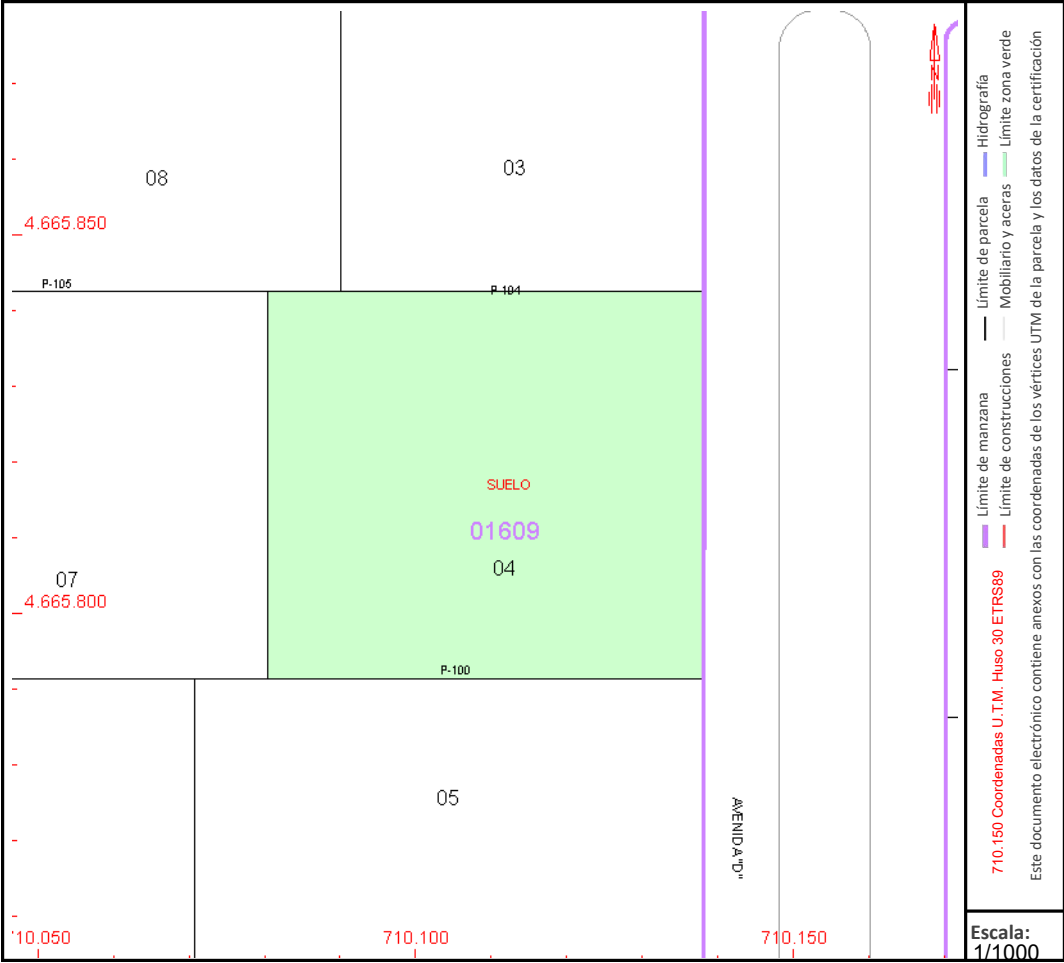 08
03
4.665.850
P-105
P-104
SUELO
01609
04
07
4.665.800
P-100
05
AVENIDA "D"
10.050
710.100
710.150
N
710.150 Coordenadas U.T.M. Huso 30 ETRS89
Límite de manzana
Límite de parcela
Hidrografía
Límite de construcciones
Mobiliario y aceras
Límite zona verde
Este documento electrónico contiene anexos con las coordenadas de los vértices UTM de la parcela y los datos de la certificación
Escala:
1/1000